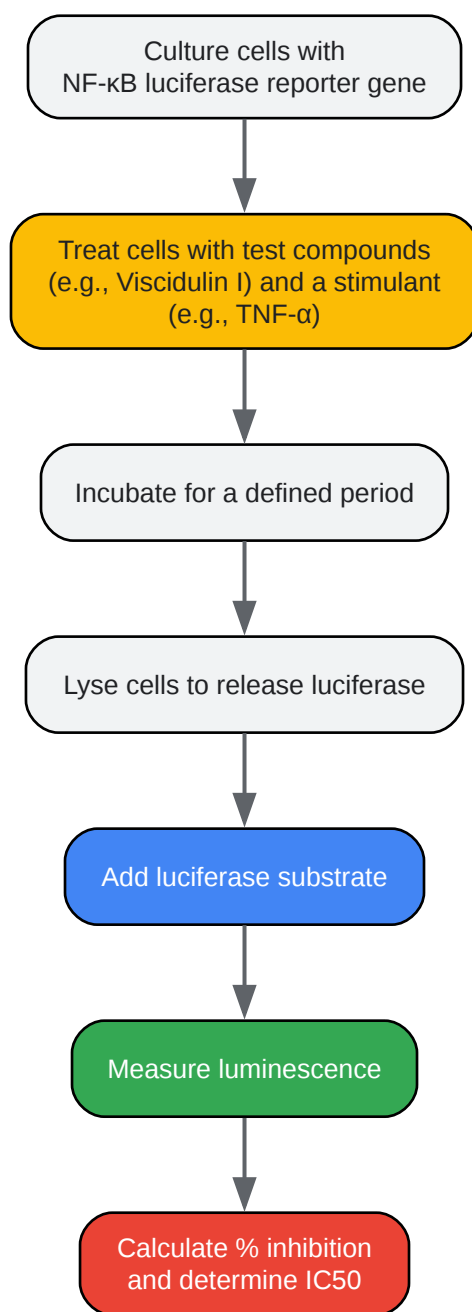 Culture cells with
NF-κB luciferase reporter gene
Treat cells with test compounds
(e.g., Viscidulin I) and a stimulant
(e.g., TNF-α)
Incubate for a defined period
Lyse cells to release luciferase
Add luciferase substrate
Measure luminescence
Calculate % inhibition
and determine IC50